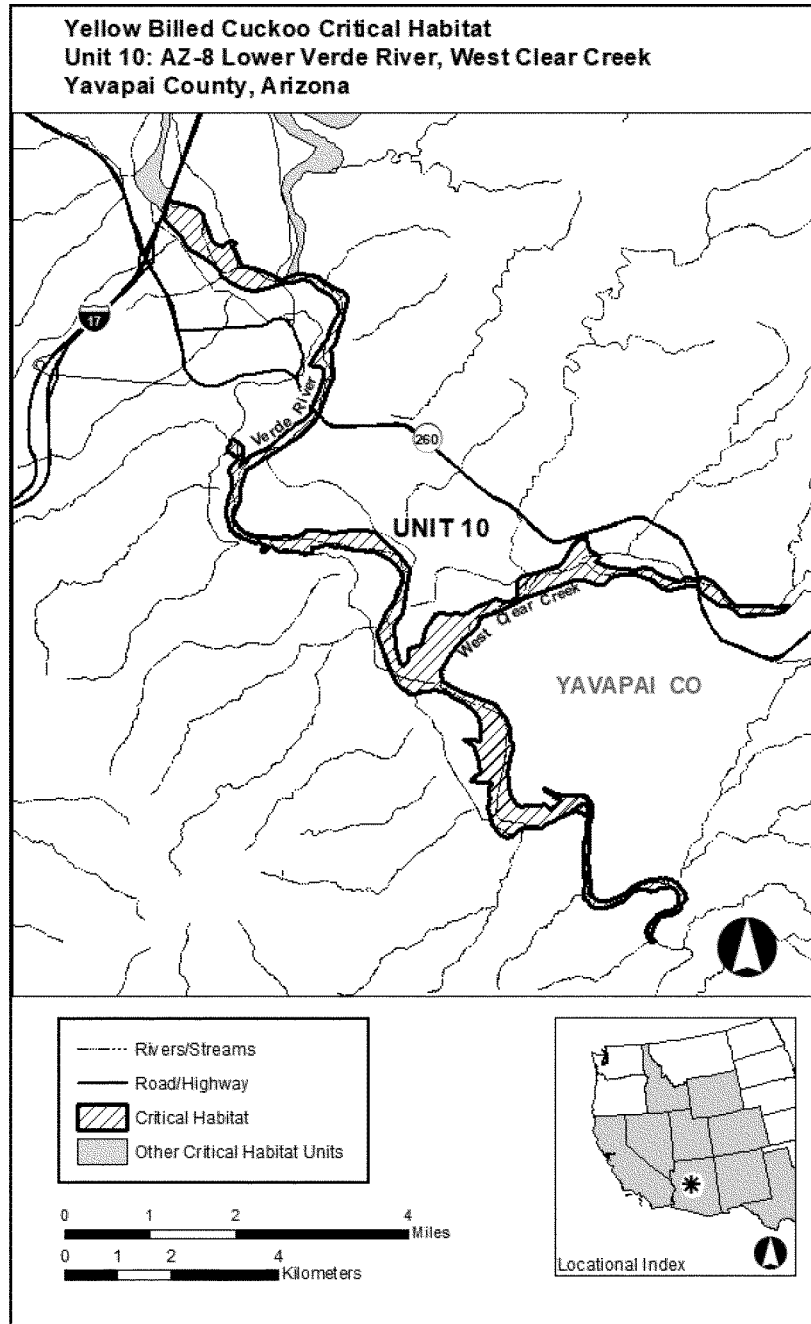 Yellow Billed Cuckoo Critical Habitat
Unit 10: AZ-8 Lower Verde River, West Clear Creek
Yavapai County, Arizona
17
Verde River
260
UNIT 10
West Clear Creek
YAVAPAI CO
Rivers/Streams
Road/Highway
Critical Habitat
Other Critical Habitat Units
0 1 2 4
Miles
0 1 2 4
Kilometers
Locational Index